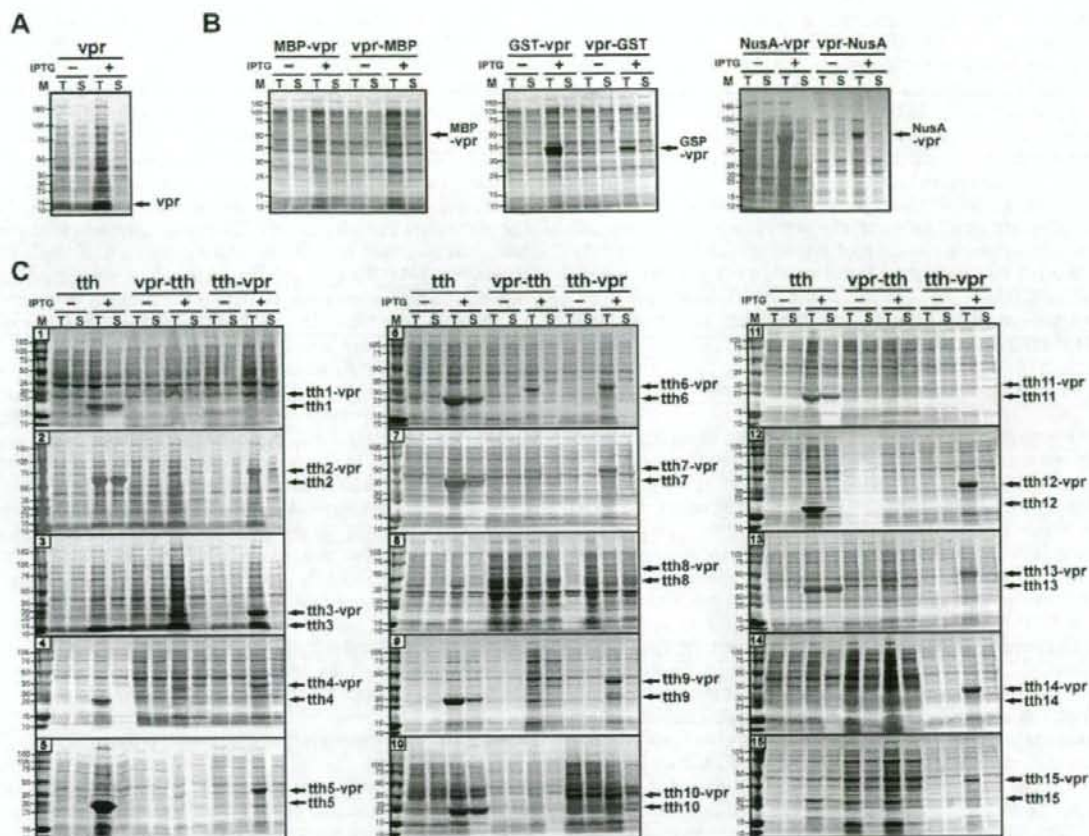 A
vpr
IPTG − +
M T S T S
vpr
B
MBP-vpr vpr-MBP
IPTG − + − +
M T S T S T S T S
MBP
-vpr
GST-vpr vpr-GST
− + − +
T S T S T S T S
GSP
-vpr
NusA-vpr vpr-NusA
− + − +
T S T S T S T S
NusA
-vpr
C
tth vpr-tth tth-vpr
IPTG − + − + − +
M T S T S T S T S T S T S
1
tth1-vpr
tth1
2
tth2-vpr
tth2
3
tth3-vpr
tth3
4
tth4-vpr
tth4
5
tth5-vpr
tth5
tth vpr-tth tth-vpr
IPTG − + − + − +
M T S T S T S T S T S T S
6
tth6-vpr
tth6
7
tth7-vpr
tth7
8
tth8-vpr
tth8
9
tth9-vpr
tth9
10
tth10-vpr
tth10
tth vpr-tth tth-vpr
IPTG − + − + − +
M T S T S T S T S T S T S
11
tth11-vpr
tth11
12
tth12-vpr
tth12
13
tth13-vpr
tth13
14
tth14-vpr
tth14
15
tth15-vpr
tth15